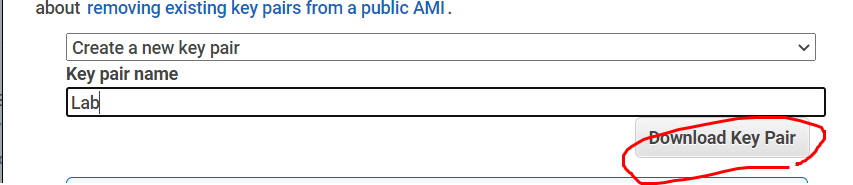 about removing existing key pairs from a public AMI.
Create a new key pair
Key pair name
Lab
Download Key Pair